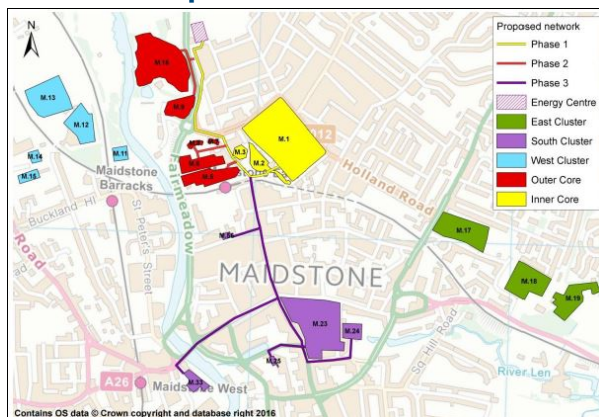 N
Proposed network
Phase 1
Phase 2
Phase 3
Energy Centre
East Cluster
South Cluster
West Cluster
Outer Core
Inner Core
M.13
M.12
M.11
M.14
M.1
M.2
M.3
Maidstone
Barracks
Buckland Hl
St. Peter's Street
Fairmeadow
Holland Road
Road
MAIDSTONE
M.17
M.18
M.19
M.23
M.24
Sq. Hill Road
River Len
A26
Maidstone West
Contains OS data © Crown copyright and database right 2016